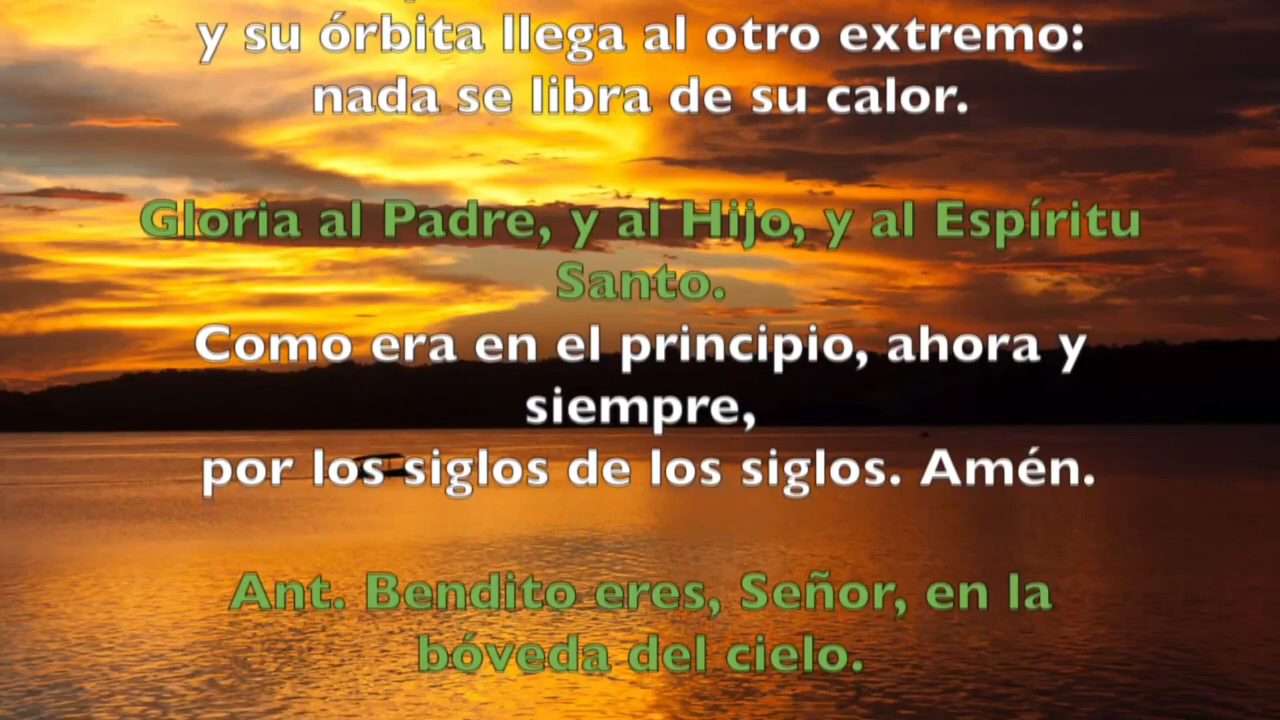 y su órbita llega al otro extremo:
nada se libra de su calor.
Gloria al Padre, y al Hijo, y al Espíritu
Santo.
Como era en el principio, ahora y
siempre,
por los siglos de los siglos. Amén.
Ant. Bendito eres, Señor, en la
bóveda del cielo.